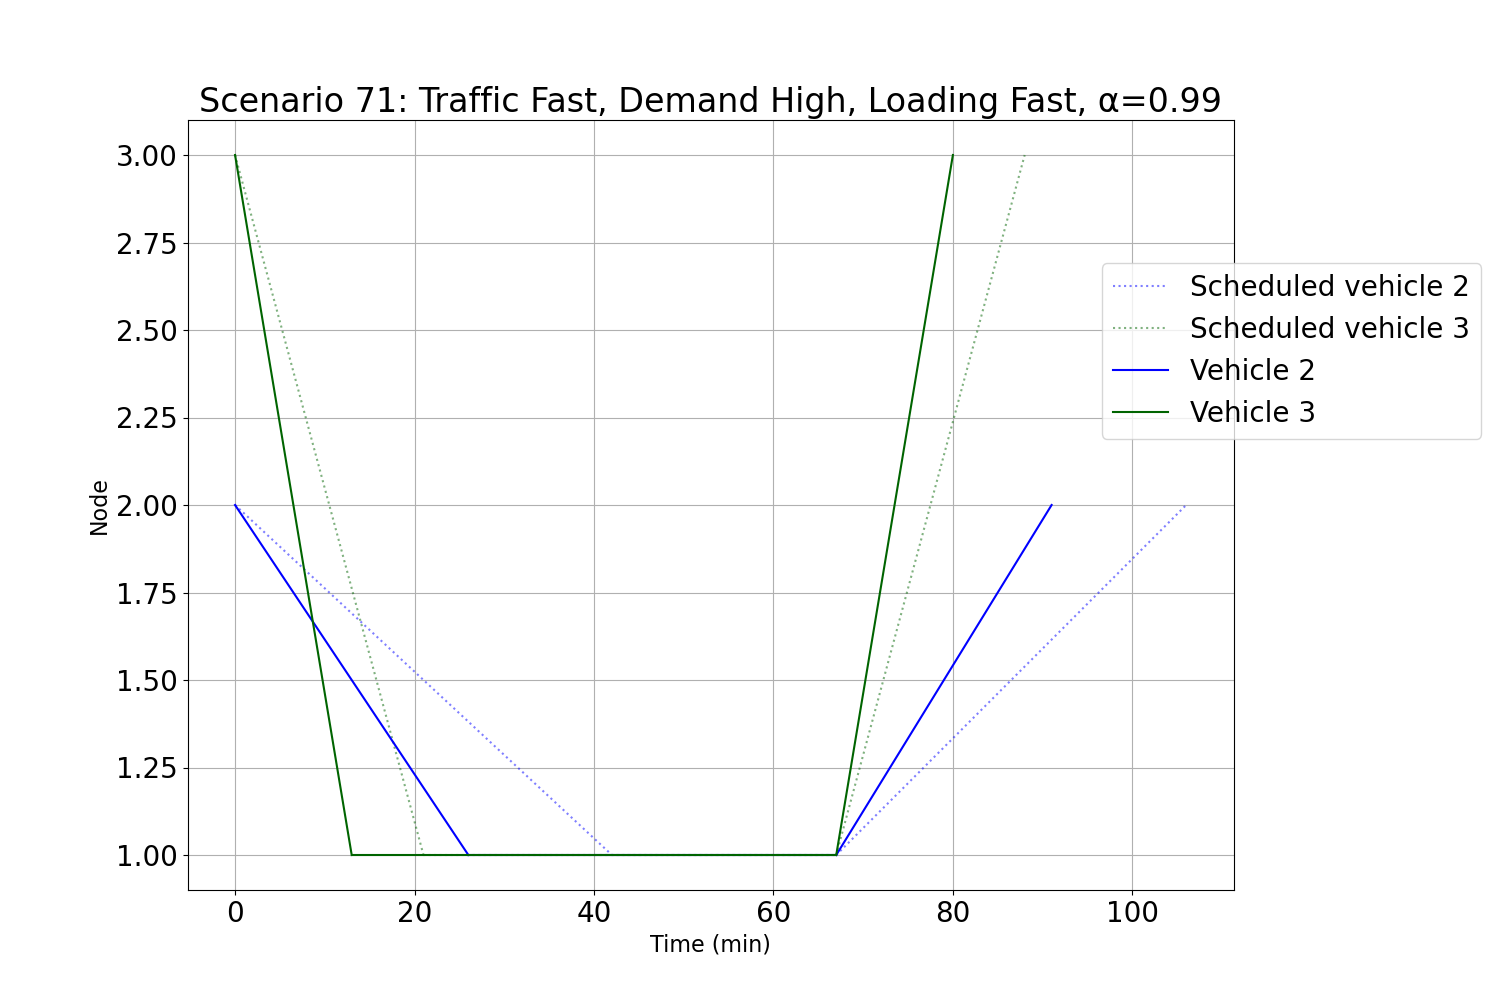 Scenario 71: Traffic Fast, Demand High, Loading Fast, α=0.99
3.00
2.75
2.50
2.25
2.00
1.75
1.50
1.25
1.00
Node
0 20 40 60 80 100
Time (min)
Scheduled vehicle 2
Scheduled vehicle 3
Vehicle 2
Vehicle 3